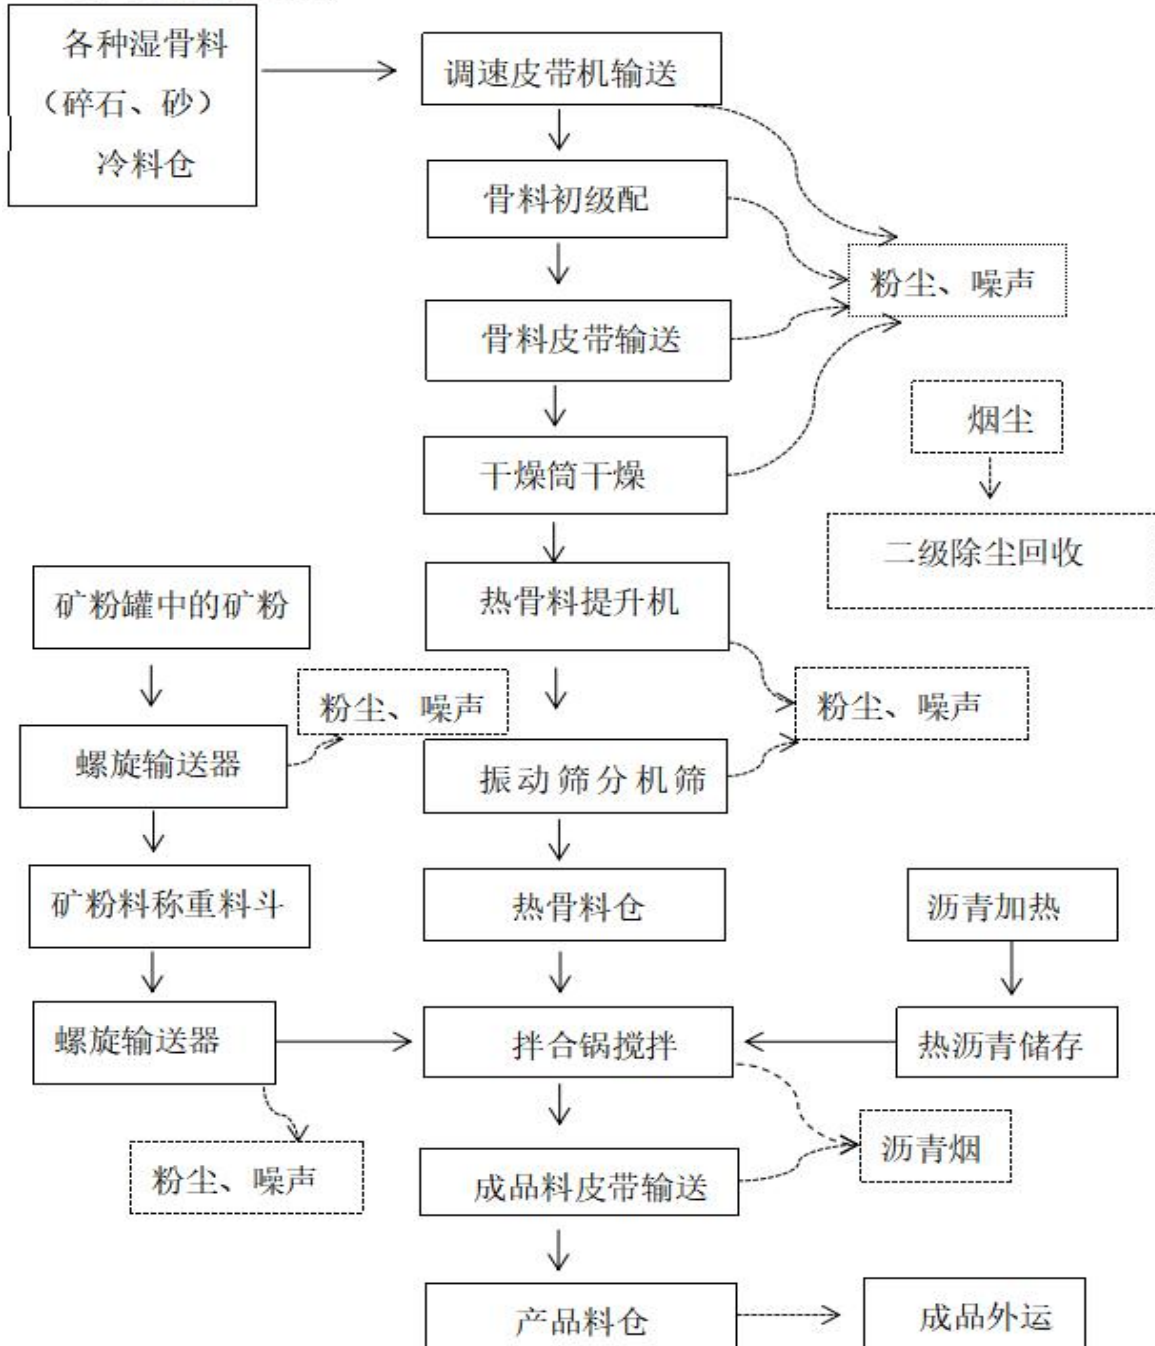 各种湿骨料
（碎石、砂）
冷料仓
调速皮带机输送
骨料初级配
粉尘、噪声
骨料皮带输送
烟尘
干燥筒干燥
二级除尘回收
矿粉罐中的矿粉
热骨料提升机
粉尘、噪声
粉尘、噪声
螺旋输送器
振动筛分机筛
矿粉料称重料斗
热骨料仓
沥青加热
螺旋输送器
拌合锅搅拌
热沥青储存
粉尘、噪声
沥青烟
成品料皮带输送
产品料仓
成品外运